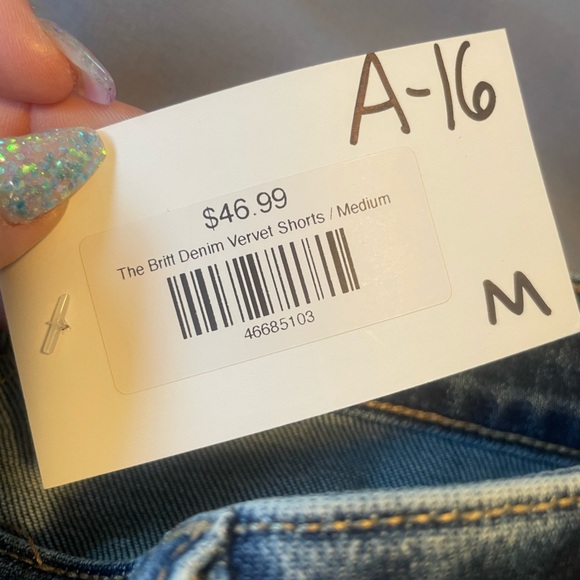 A-16
$46.99
The Britt Denim Vervet Shorts / Medium
46685103
M